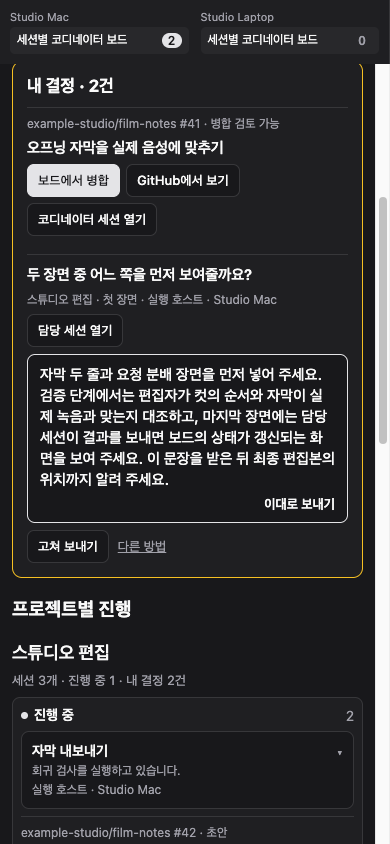 Studio Mac
세션별 코디네이터 보드 2
Studio Laptop
세션별 코디네이터 보드 0
내 결정 · 2건
example-studio/film-notes #41 · 병합 검토 가능
오프닝 자막을 실제 음성에 맞추기
보드에서 병합
GitHub에서 보기
코디네이터 세션 열기
두 장면 중 어느 쪽을 먼저 보여줄까요?
스튜디오 편집 · 첫 장면 · 실행 호스트 · Studio Mac
담당 세션 열기
자막 두 줄과 요청 분배 장면을 먼저 넣어 주세요.
검증 단계에서는 편집자가 컷의 순서와 자막이 실
제 녹음과 맞는지 대조하고, 마지막 장면에는 담당
세션이 결과를 보내면 보드의 상태가 갱신되는 화
면을 보여 주세요. 이 문장을 받은 뒤 최종 편집본의
위치까지 알려 주세요.
이대로 보내기
고쳐 보내기
다른 방법
프로젝트별 진행
스튜디오 편집
세션 3개 · 진행 중 1 · 내 결정 2건
진행 중 2
자막 내보내기
회귀 검사를 실행하고 있습니다.
실행 호스트 · Studio Mac
example-studio/film-notes #42 · 초안